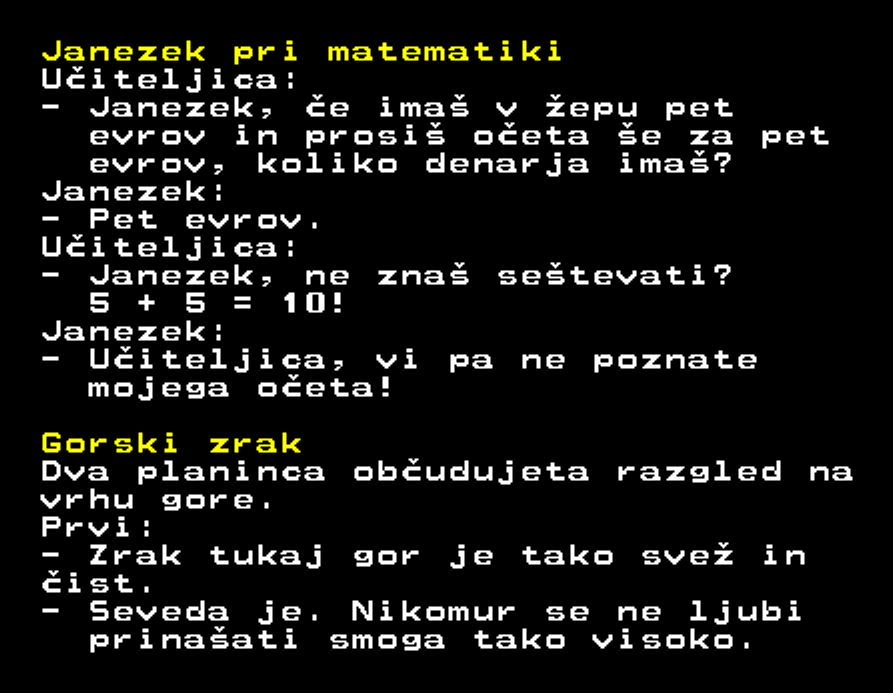 Janezek pri matematiki
Učiteljica:
- Janezek, če imaš v žepu pet
evrov in prosiš očeta še za pet
evrov, koliko denarja imaš?
Janezek:
- Pet evrov.
Učiteljica:
- Janezek, ne znaš seštevati?
5 + 5 = 10!
Janezek:
- Učiteljica, vi pa ne poznate
mojega očeta!
Gorski zrak
Dva planinca občudujeta razgled na
vrhu gore.
Prvi:
- Zrak tukaj gor je tako svež in
čist.
- Seveda je. Nikomur se ne ljubi
prinašati smoga tako visoko.